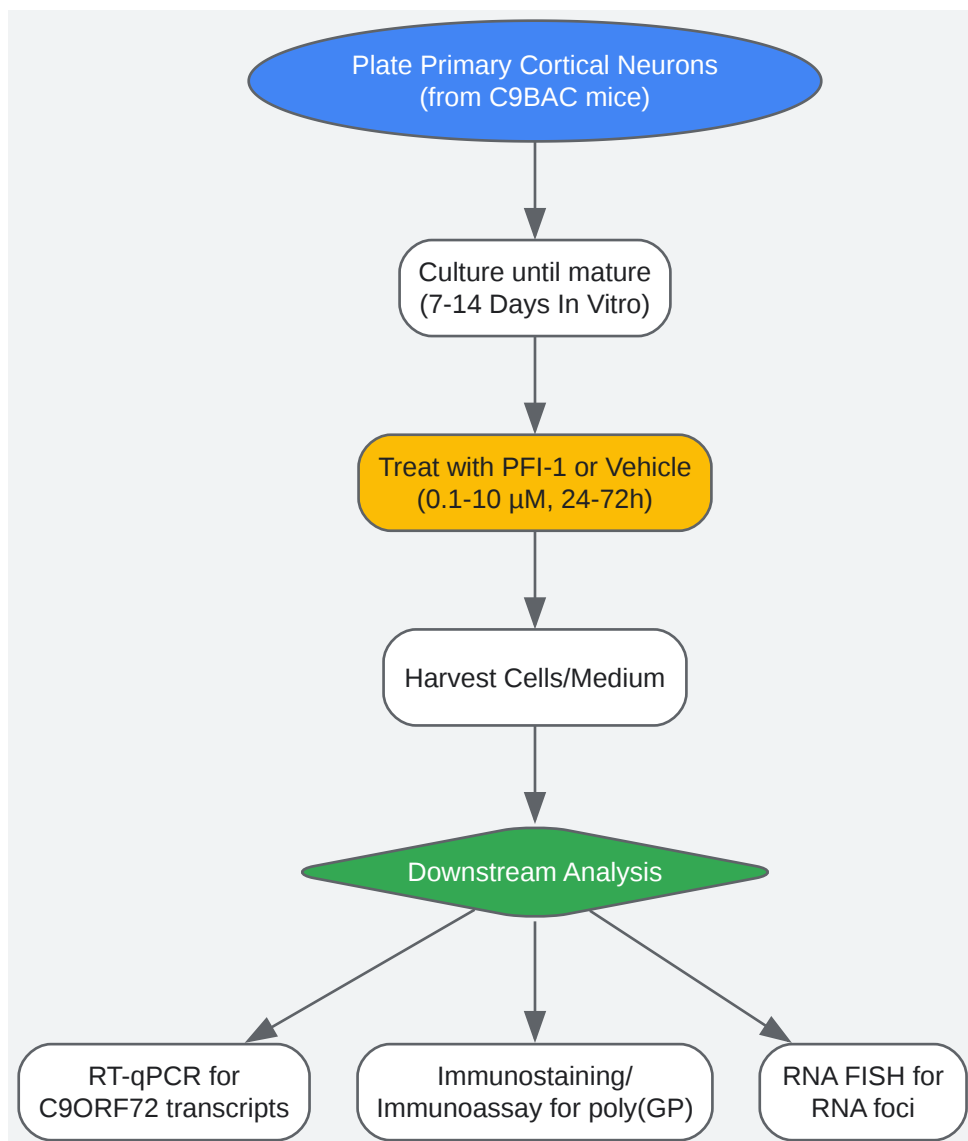 Plate Primary Cortical Neurons
(from C9BAC mice)
Culture until mature
(7-14 Days In Vitro)
Treat with PFI-1 or Vehicle
(0.1-10 µM, 24-72h)
Harvest Cells/Medium
Downstream Analysis
RT-qPCR for
C9ORF72 transcripts
Immunostaining/
Immunoassay for poly(GP)
RNA FISH for
RNA foci